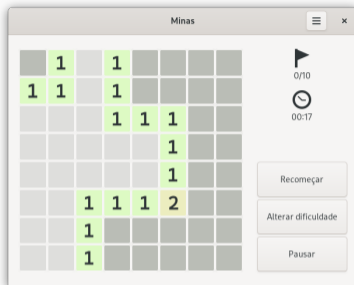 Minas
1 1
1 1 1
1 1 1
1
1
1 1 1 2
1
1
0/10
00:17
Recomeçar
Alterar dificuldade
Pausar